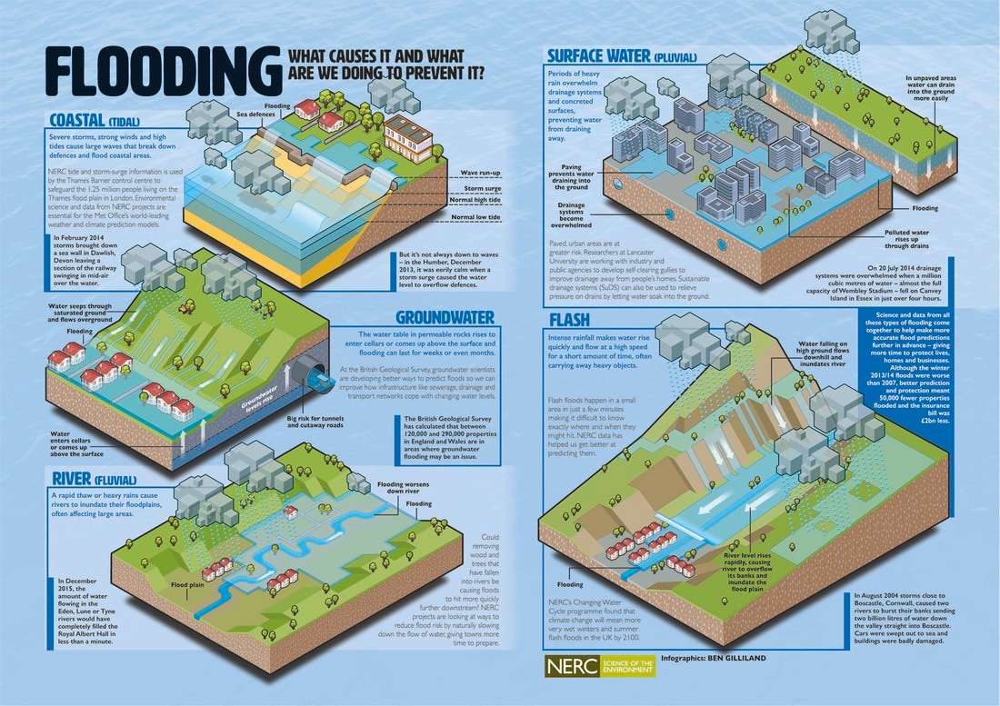 FLOODING
WHAT CAUSES IT AND WHAT
ARE WE DOING TO PREVENT IT?
COASTAL (TIDAL)
Severe storms, strong winds and high
tides cause large waves that break down
defences and flood coastal areas.
NERC tide and storm-surge information is used
by the Thames Barrier control centre to
safeguard the 1.25 million people living on the
Thames flood plain in London. Environmental
science and data from NERC projects are
essential for the Met Office's world-leading
weather and climate prediction models.
In February 2014
storms brought down
a sea wall in Dawlish,
Devon leaving a
section of the railway
swinging in mid-air
over the water.
Flooding
Sea defences
Wave run-up
Storm surge
Normal high tide
Normal low tide
But it's not always down to waves
– in the Humber, December
2013, it was eerily calm when a
storm surge caused the water
level to overflow defences.
GROUNDWATER
The water table in permeable rocks rises to
enter cellars or comes up above the surface and
flooding can last for weeks or even months.
At the British Geological Survey, groundwater scientists
are developing better ways to predict floods so we can
improve how infrastructure like sewerage, drainage and
transport networks cope with changing water levels.
The British Geological Survey
has calculated that between
120,000 and 290,000 properties
in England and Wales are in
areas where groundwater
flooding may be an issue.
Water seeps through
saturated ground
and flows overground
Flooding
Groundwater
levels rise
Big risk for tunnels
and cutaway roads
Water
enters cellars
or comes up
above the surface
RIVER (FLUVIAL)
A rapid thaw or heavy rains cause
rivers to inundate their floodplains,
often affecting large areas.
In December
2015, the
amount of water
flowing in the
Eden, Lune or Tyne
rivers would have
completely filled the
Royal Albert Hall in
less than a minute.
Flood plain
Flooding worsens
down river
Flooding
Could
removing
wood and
trees that
have fallen
into rivers be
causing floods
to hit more quickly
further downstream? NERC
projects are looking at ways to
reduce flood risk by naturally slowing
down the flow of water, giving towns more
time to prepare.
SURFACE WATER (PLUVIAL)
Periods of heavy
rain overwhelm
drainage systems
and concreted
surfaces,
preventing water
from draining
away.
In unpaved areas
water can drain
into the ground
more easily
Paving
prevents water
draining into
the ground
Drainage
systems
become
overwhelmed
Flooding
Polluted water
rises up
through drains
Paved, urban areas are at
greater risk. Researchers at Lancaster
University are working with industry and
public agencies to develop self-clearing gullies to
improve drainage away from people's homes. Sustainable
drainage systems (SuDS) can also be used to relieve
pressure on drains by letting water soak into the ground.
On 20 July 2014 drainage
systems were overwhelmed when a million
cubic metres of water – almost the full
capacity of Wembley Stadium – fell on Canvey
Island in Essex in just over four hours.
FLASH
Intense rainfall makes water rise
quickly and flow at a high speed
for a short amount of time, often
carrying away heavy objects.
Flash floods happen in a small
area in just a few minutes
making it difficult to know
exactly where and when they
might hit. NERC data has
helped us get better at
predicting them.
Water falling on
high ground flows
downhill and
inundates river
River level rises
rapidly, causing
river to overflow
its banks and
inundate the
flood plain
Flooding
NERC's Changing Water
Cycle programme found that
climate change will mean more
very wet winters and summer
flash floods in the UK by 2100.
In August 2004 storms close to
Boscastle, Cornwall, caused two
rivers to burst their banks sending
two billion litres of water down
the valley straight into Boscastle.
Cars were swept out to sea and
buildings were badly damaged.
Science and data from all
these types of flooding come
together to help make more
accurate flood predictions
further in advance – giving
more time to protect lives,
homes and businesses.
Although the winter
2013/14 floods were worse
than 2007, better prediction
and protection meant
50,000 fewer properties
flooded and the insurance
bill was
£2bn less.
NERC SCIENCE OF THE
ENVIRONMENT
Infographics: BEN GILLILAND